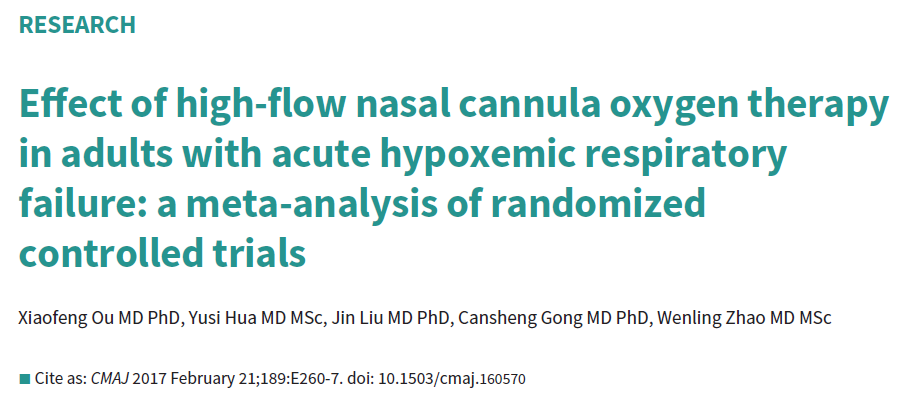 RESEARCH
Effect of high-flow nasal cannula oxygen therapy
in adults with acute hypoxemic respiratory
failure: a meta-analysis of randomized
controlled trials
Xiaofeng Ou MD PhD, Yusi Hua MD MSc, Jin Liu MD PhD, Cansheng Gong MD PhD, Wenling Zhao MD MSc
■ Cite as: CMAJ 2017 February 21;189:E260-7. doi: 10.1503/cmaj.160570